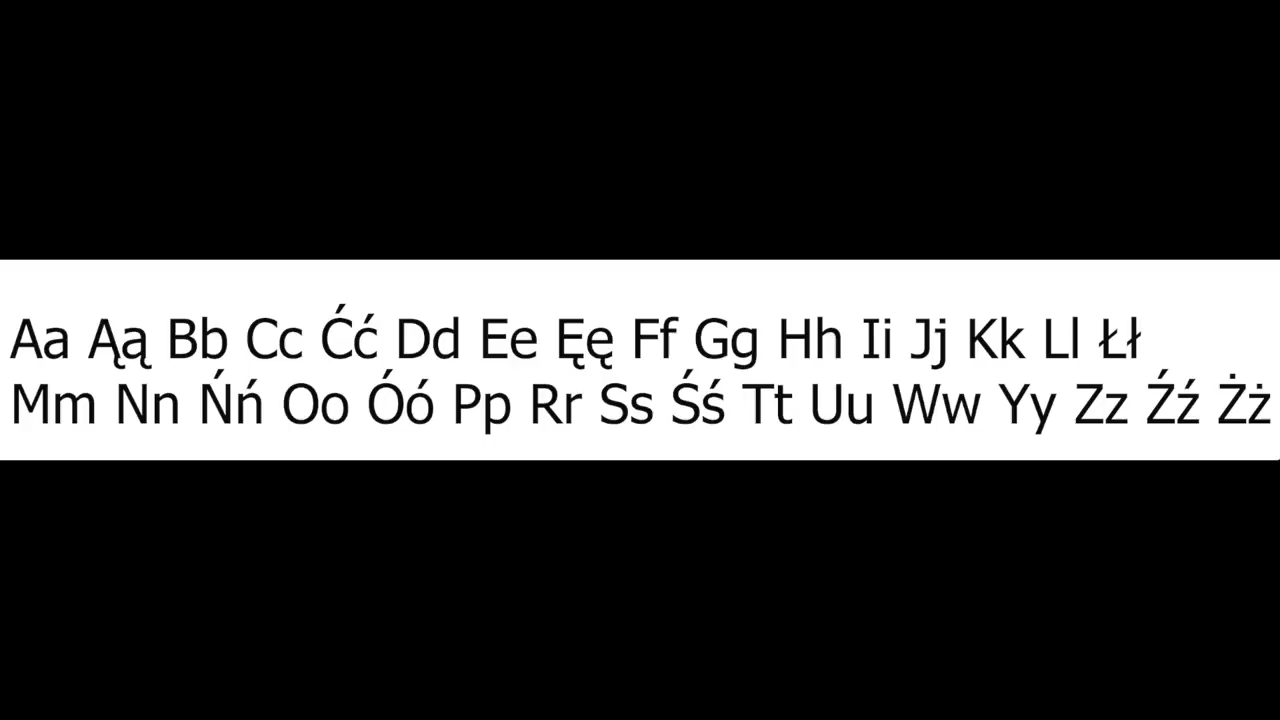 Aa Ąą Bb Cc Ćć Dd Ee Ęę Ff Gg Hh Ii Jj Kk Ll Łł
Mm Nn Ńń Oo Óó Pp Rr Ss Śś Tt Uu Ww Yy Zz Źź Żż